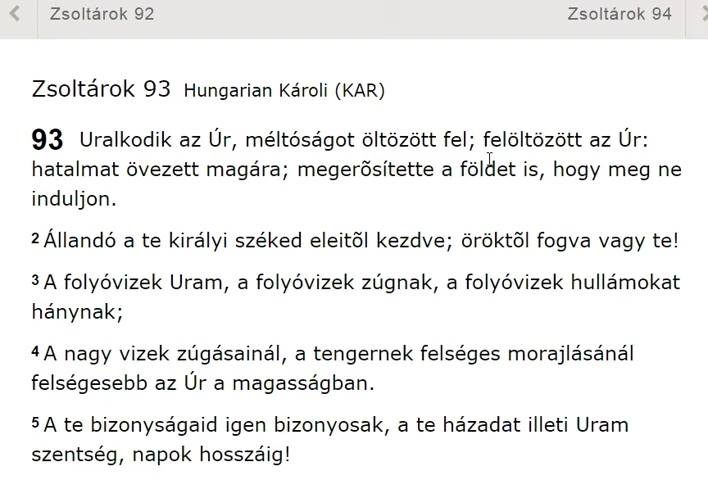 Zsoltárok 92
Zsoltárok 94
Zsoltárok 93 Hungarian Károli (KAR)
93 Uralkodik az Úr, méltóságot öltözött fel; felöltözött az Úr:
hatalmat övezett magára; megerõsítette a földet is, hogy meg ne
induljon.
2 Állandó a te királyi széked eleitõl kezdve; öröktõl fogva vagy te!
3 A folyóvizek Uram, a folyóvizek zúgnak, a folyóvizek hullámokat
hánynak;
4 A nagy vizek zúgásainál, a tengernek felséges morajlásánál
felségesebb az Úr a magasságban.
5 A te bizonyságaid igen bizonyosak, a te házadat illeti Uram
szentség, napok hosszáig!